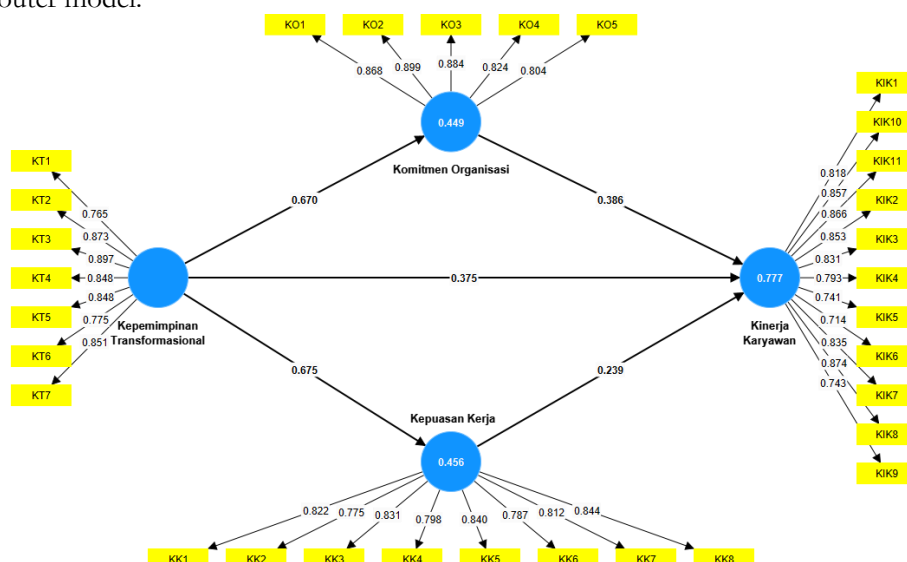 outer model.
KO1 KO2 KO3 KO4 KO5
0.868 0.899 0.884 0.824 0.804
0.449
Komitmen Organisasi
KT1
KT2
KT3
KT4
KT5
KT6
KT7
0.765
0.873
0.897
0.848
0.848
0.775
0.851
Kepemimpinan
Transformasional
0.670
0.375
0.675
0.386
0.239
0.777
Kinerja
Karyawan
KIK1
KIK10
KIK11
KIK2
KIK3
KIK4
KIK5
KIK6
KIK7
KIK8
KIK9
0.818
0.857
0.866
0.853
0.831
0.793
0.741
0.714
0.835
0.874
0.743
Kepuasan Kerja
0.456
0.822 0.775 0.831 0.798 0.840 0.787 0.812 0.844
KK1 KK2 KK3 KK4 KK5 KK6 KK7 KK8